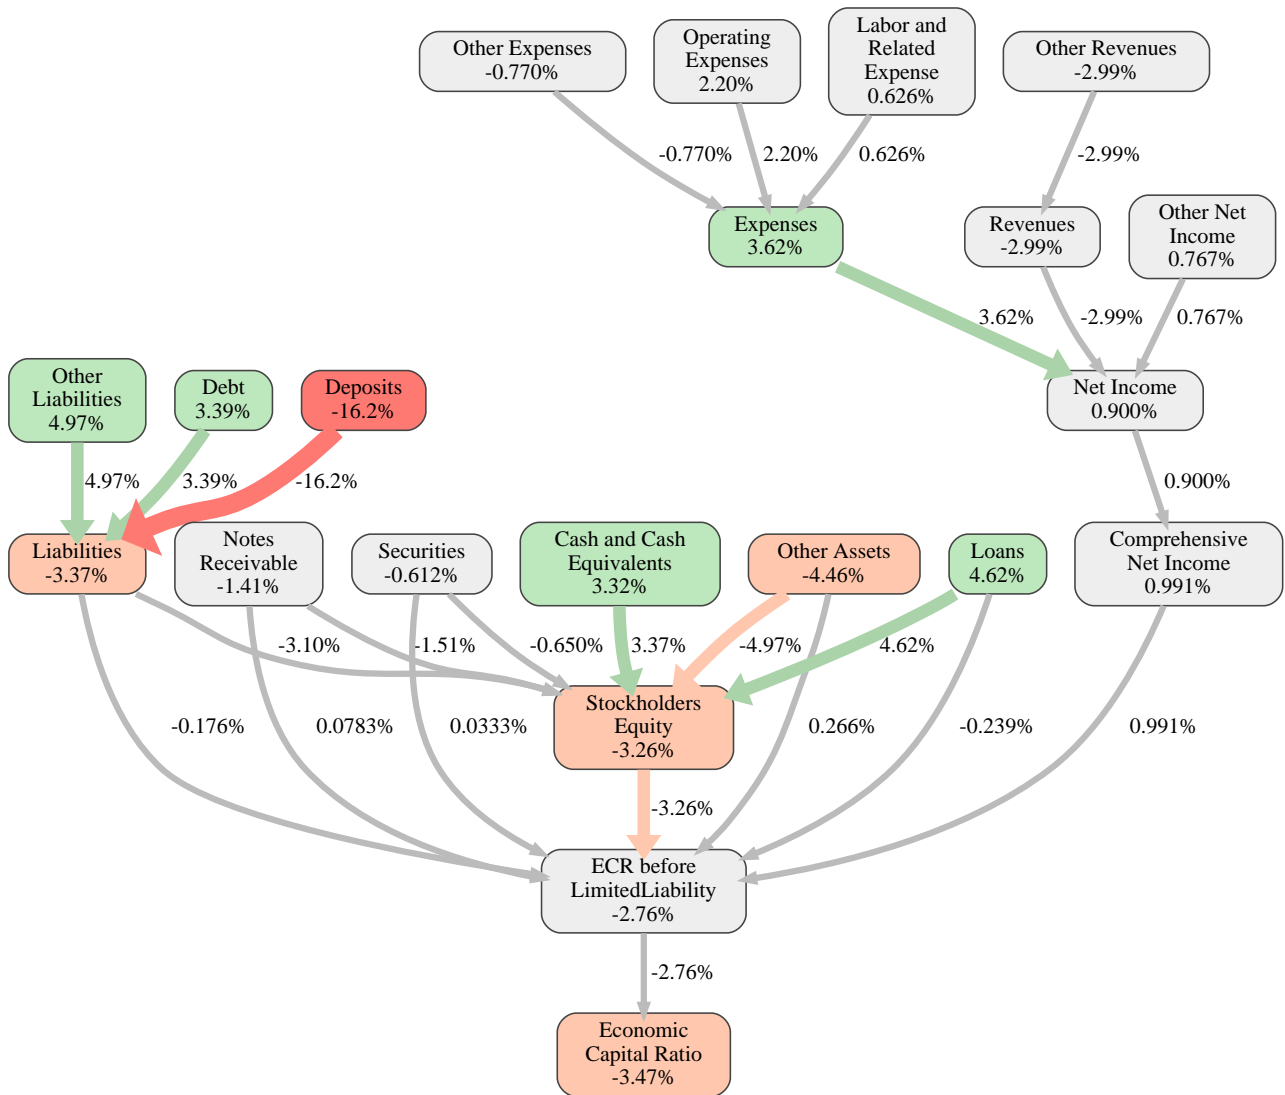 Other Expenses
-0.770%
Operating
Expenses
2.20%
Labor and
Related
Expense
0.626%
Other Revenues
-2.99%
-0.770%
2.20%
0.626%
-2.99%
Expenses
3.62%
Revenues
-2.99%
Other Net
Income
0.767%
3.62%
-2.99%
0.767%
Other
Liabilities
4.97%
Debt
3.39%
Deposits
-16.2%
Net Income
0.900%
4.97%
3.39%
-16.2%
0.900%
Liabilities
-3.37%
Notes
Receivable
-1.41%
Securities
-0.612%
Cash and Cash
Equivalents
3.32%
Other Assets
-4.46%
Loans
4.62%
Comprehensive
Net Income
0.991%
-3.10%
-1.51%
-0.650%
3.37%
-4.97%
4.62%
Stockholders
Equity
-3.26%
-0.176%
0.0783%
0.0333%
0.266%
-0.239%
0.991%
-3.26%
ECR before
LimitedLiability
-2.76%
-2.76%
Economic
Capital Ratio
-3.47%